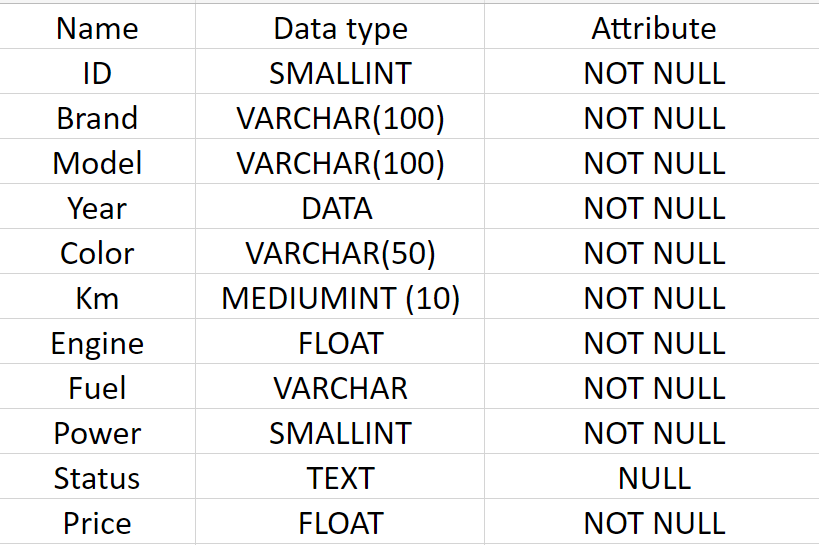 Name Data type Attribute
ID SMALLINT NOT NULL
Brand VARCHAR(100) NOT NULL
Model VARCHAR(100) NOT NULL
Year DATA NOT NULL
Color VARCHAR(50) NOT NULL
Km MEDIUMINT (10) NOT NULL
Engine FLOAT NOT NULL
Fuel VARCHAR NOT NULL
Power SMALLINT NOT NULL
Status TEXT NULL
Price FLOAT NOT NULL